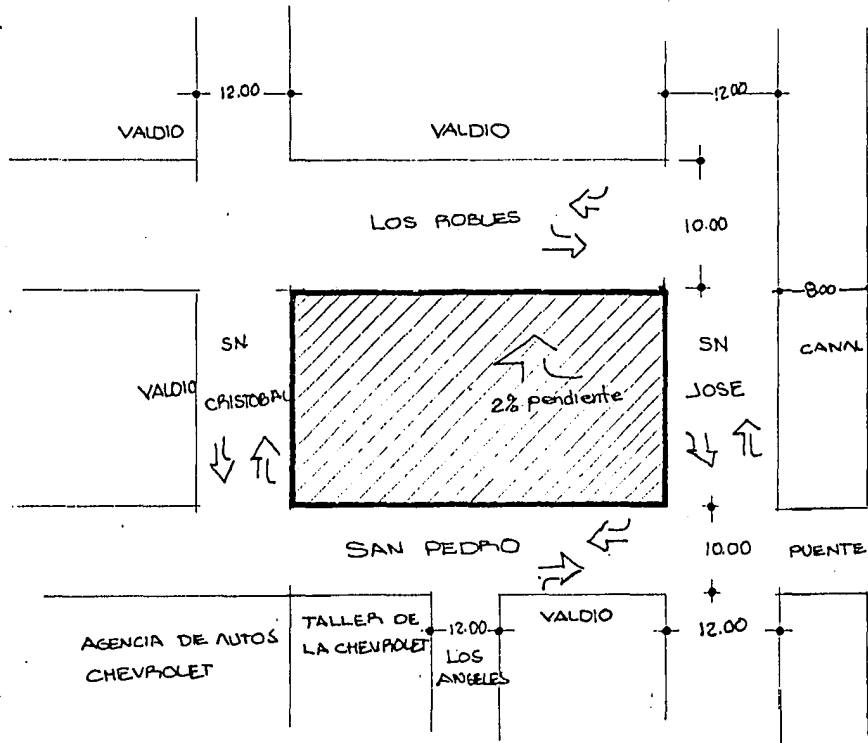 12.00
12.00
VALDIO
VALDIO
LOS ROBLES
10.00
8.00
SN
CRISTOBAL
VALDIO
2% pendiente
SN
JOSE
CANAL
SAN PEDRO
10.00
PUENTE
AGENCIA DE AUTOS
CHEVROLET
TALLER DE
LA CHEVROLET
12.00
LOS
ANGELES
VALDIO
12.00